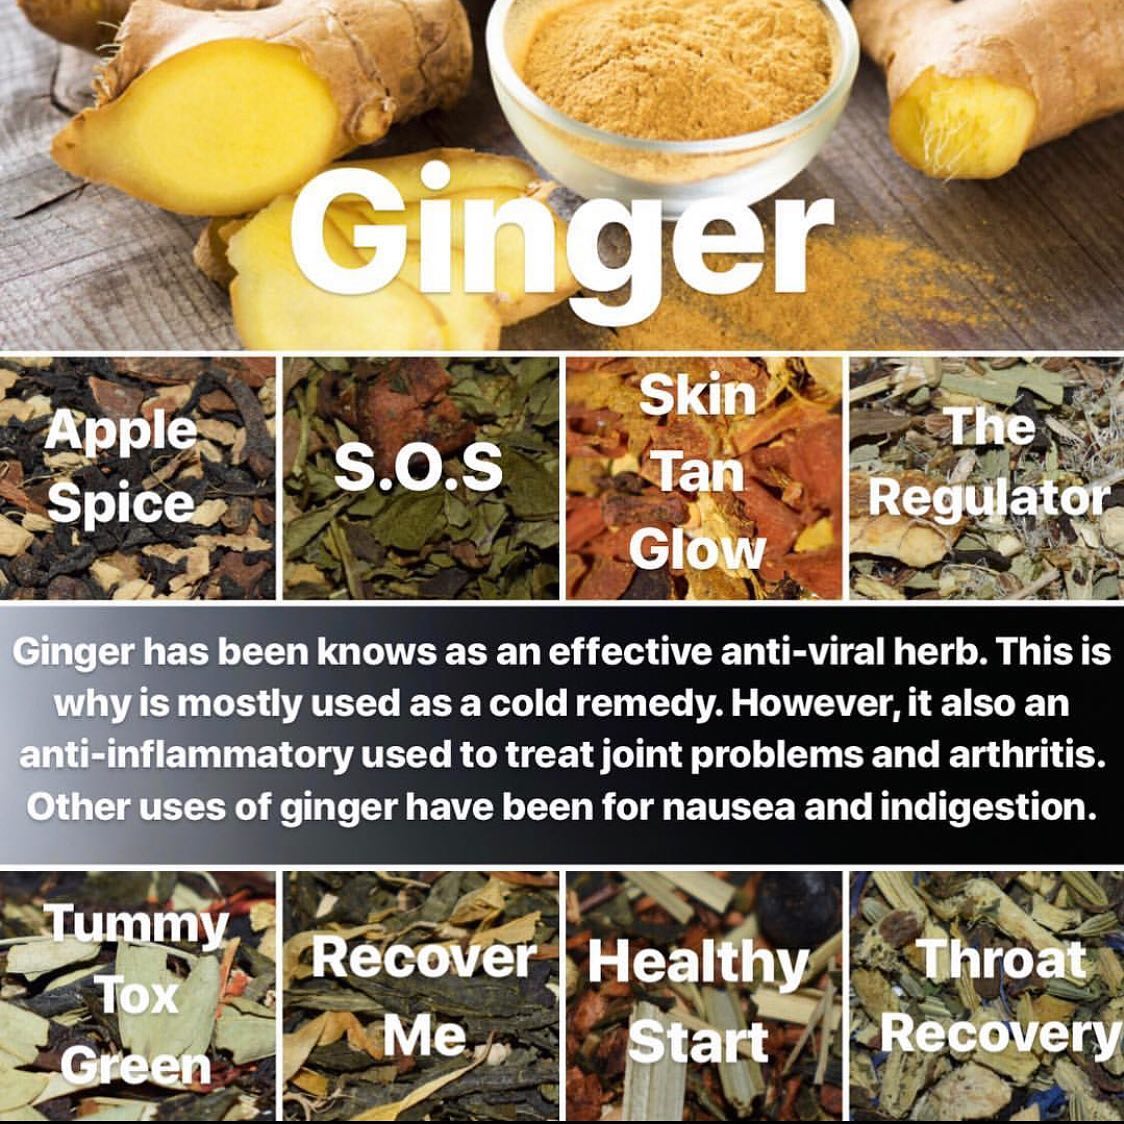 Ginger
Apple
Spice
S.O.S
Skin
Tan
Glow
The
Regulator
Ginger has been knows as an effective anti-viral herb. This is
why is mostly used as a cold remedy. However, it also an
anti-inflammatory used to treat joint problems and arthritis.
Other uses of ginger have been for nausea and indigestion.
Tummy
Tox
Green
Recover
Me
Healthy
Start
Throat
Recovery